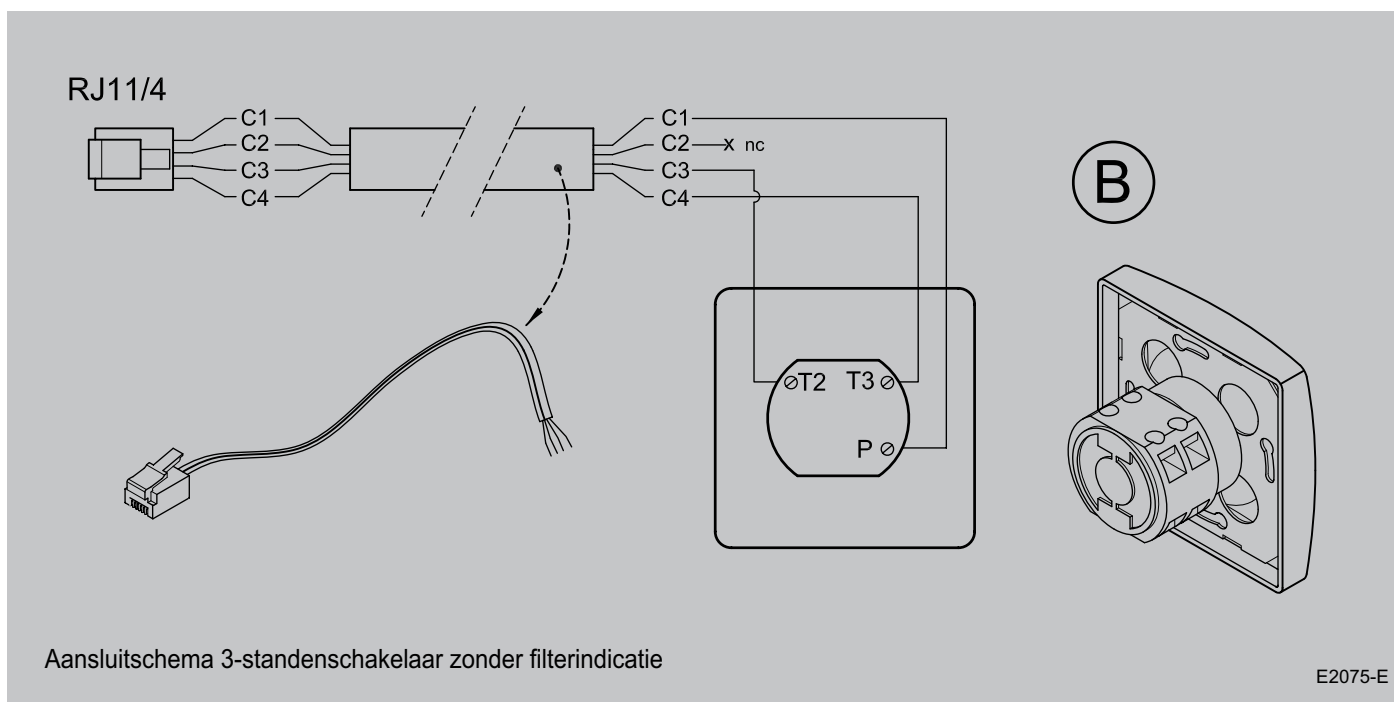 RJ11/4
C1
C2
C3
C4
C1
C2 x nc
C3
C4
B
T2 T3
P
Aansluitschema 3-standenschakelaar zonder filterindicatie
E2075-E